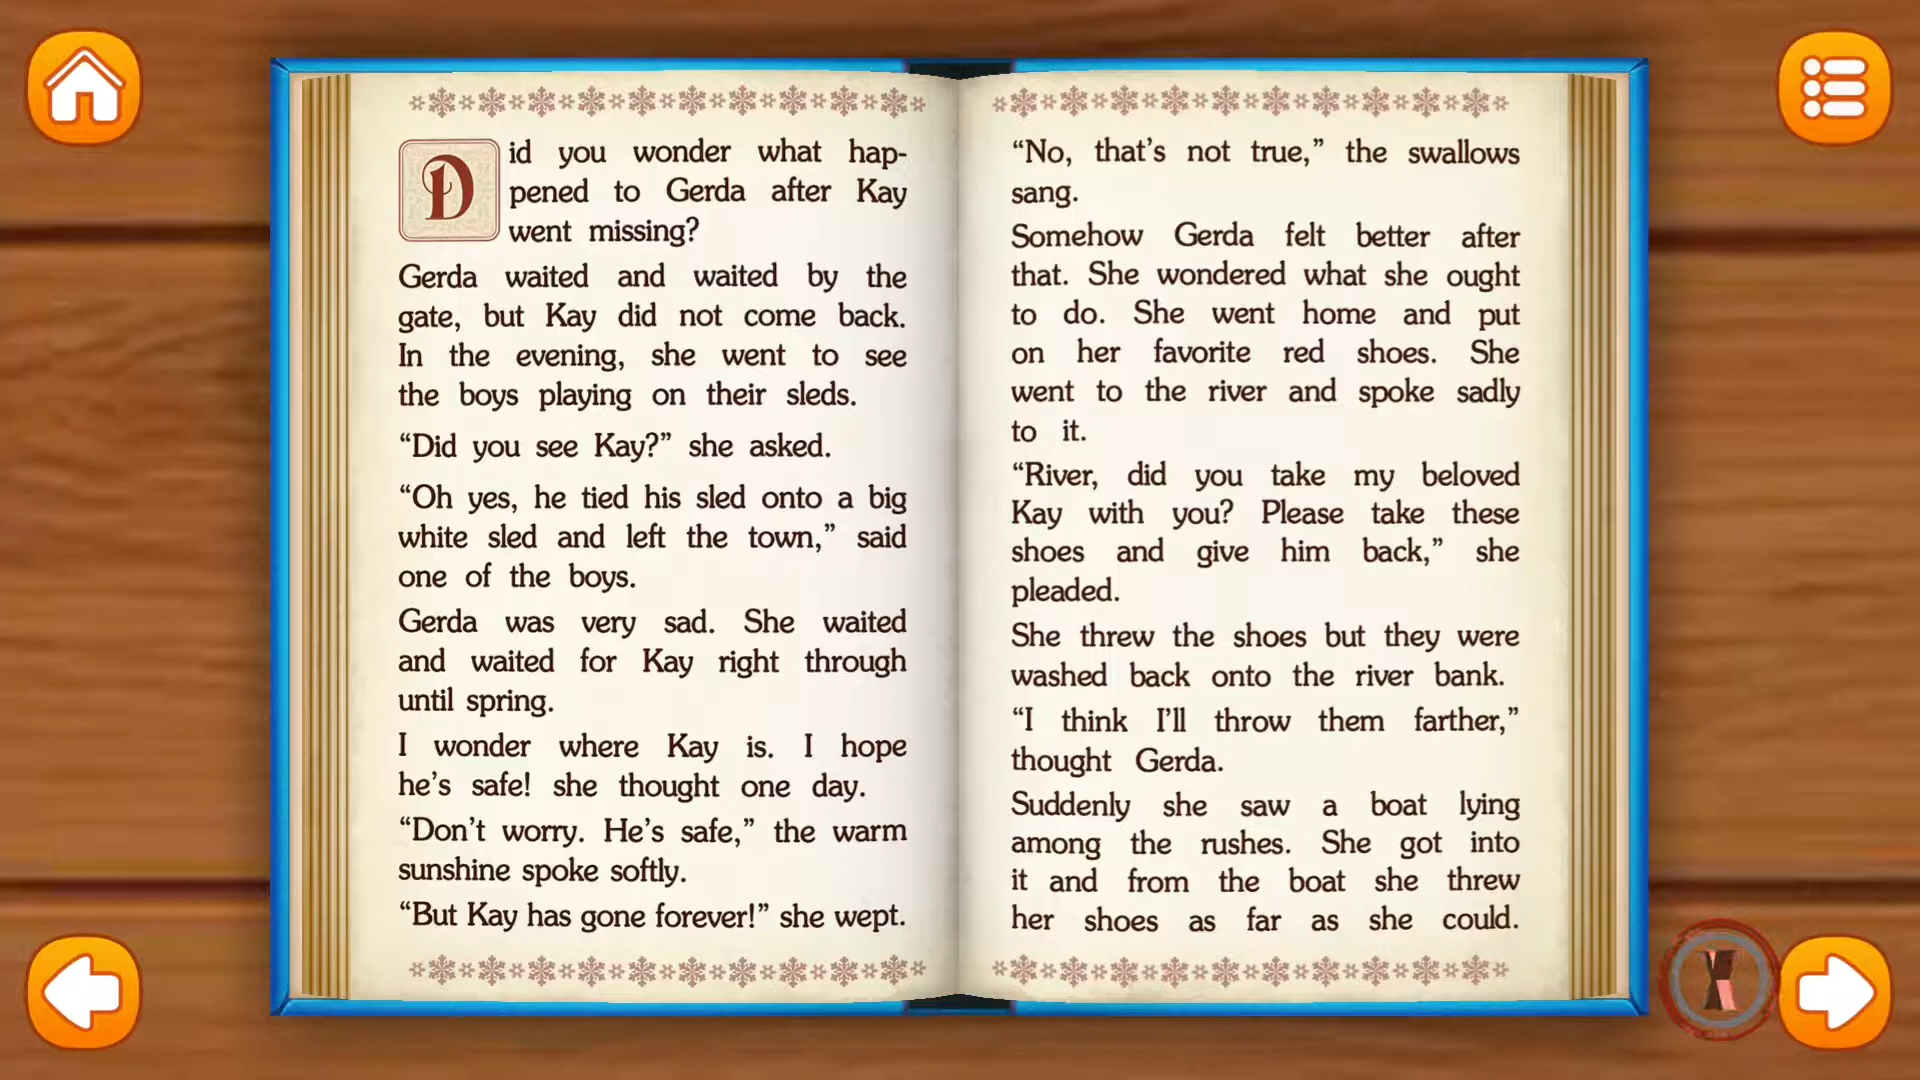 Did you wonder what hap-
pened to Gerda after Kay
went missing?
Gerda waited and waited by the
gate, but Kay did not come back.
In the evening, she went to see
the boys playing on their sleds.
“Did you see Kay?” she asked.
“Oh yes, he tied his sled onto a big
white sled and left the town,” said
one of the boys.
Gerda was very sad. She waited
and waited for Kay right through
until spring.
I wonder where Kay is. I hope
he’s safe! she thought one day.
“Don’t worry. He’s safe,” the warm
sunshine spoke softly.
“But Kay has gone forever!” she wept.
“No, that’s not true,” the swallows
sang.
Somehow Gerda felt better after
that. She wondered what she ought
to do. She went home and put
on her favorite red shoes. She
went to the river and spoke sadly
to it.
“River, did you take my beloved
Kay with you? Please take these
shoes and give him back,” she
pleaded.
She threw the shoes but they were
washed back onto the river bank.
“I think I’ll throw them farther,”
thought Gerda.
Suddenly she saw a boat lying
among the rushes. She got into
it and from the boat she threw
her shoes as far as she could.
X